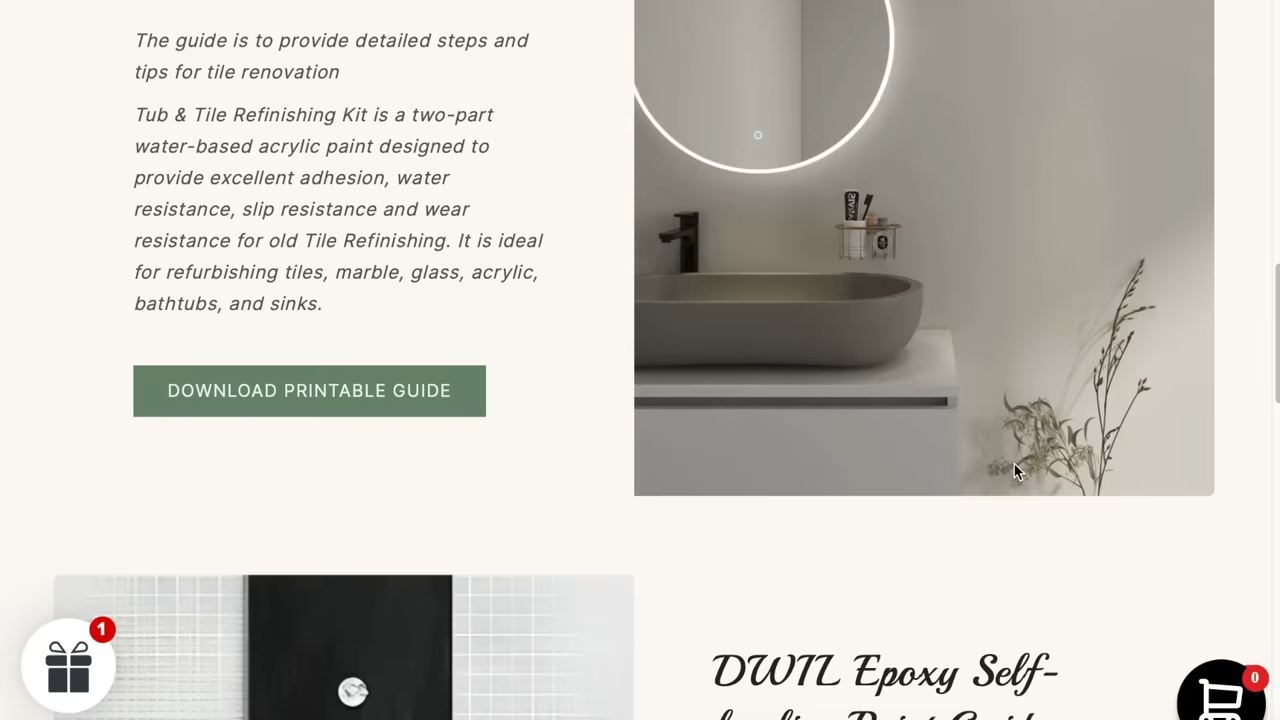 The guide is to provide detailed steps and
tips for tile renovation
Tub & Tile Refinishing Kit is a two-part
water-based acrylic paint designed to
provide excellent adhesion, water
resistance, slip resistance and wear
resistance for old Tile Refinishing. It is ideal
for refurbishing tiles, marble, glass, acrylic,
bathtubs, and sinks.
DOWNLOAD PRINTABLE GUIDE
1
DWIL Epoxy Self-
0